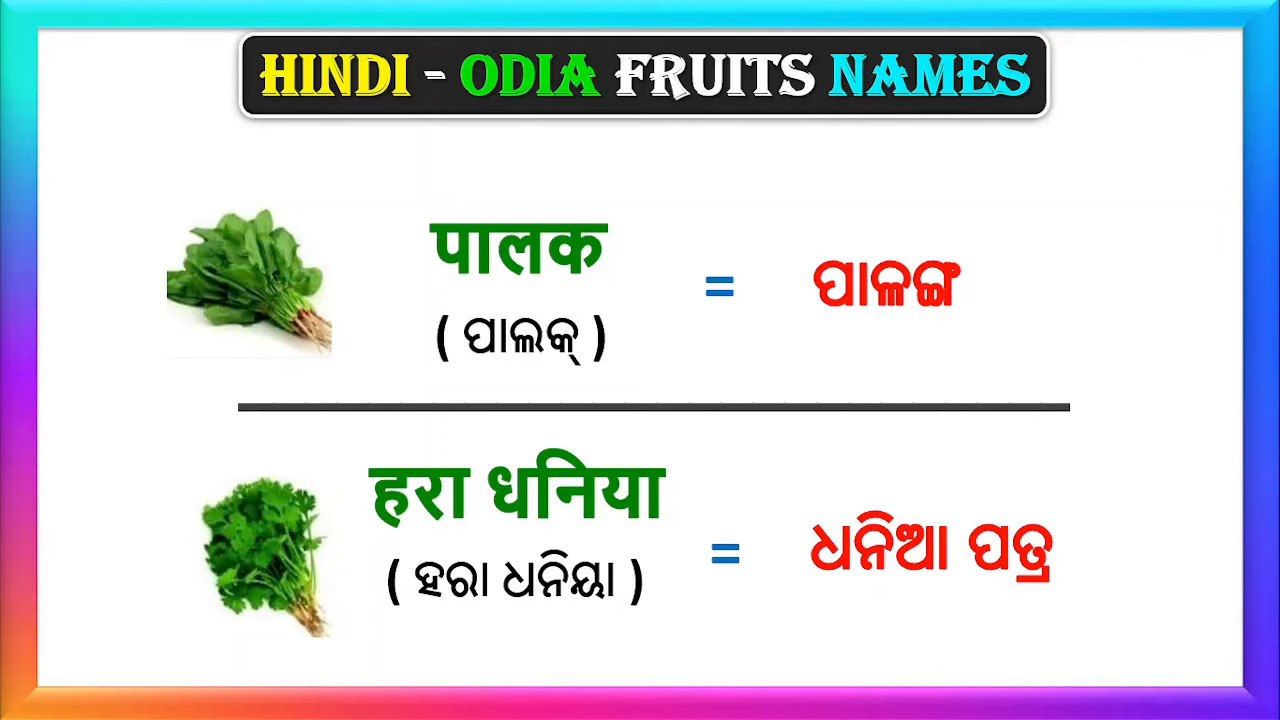 HINDI - ODIA FRUITS NAMES
पालक = ପାଳଙ୍ଗ
( ପାଲକ୍ )
हरा धनिया = ଧନିଆ ପତ୍ର
( ହରା ଧନିୟା )